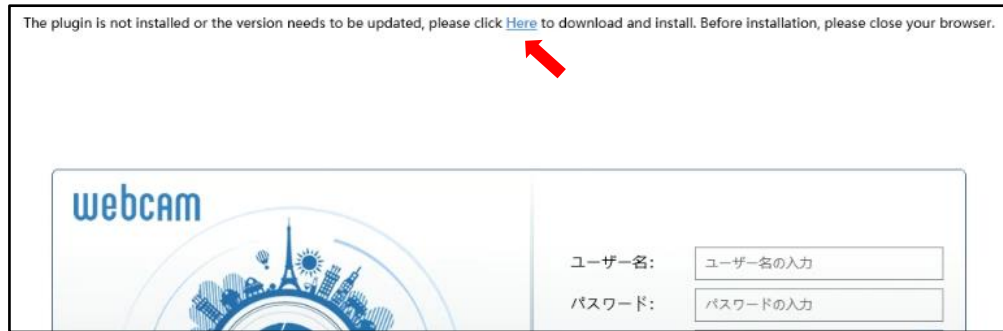 The plugin is not installed or the version needs to be updated, please click Here to download and install. Before installation, please close your browser.
webcam
ユーザー名: ユーザー名の入力
パスワード: パスワードの入力